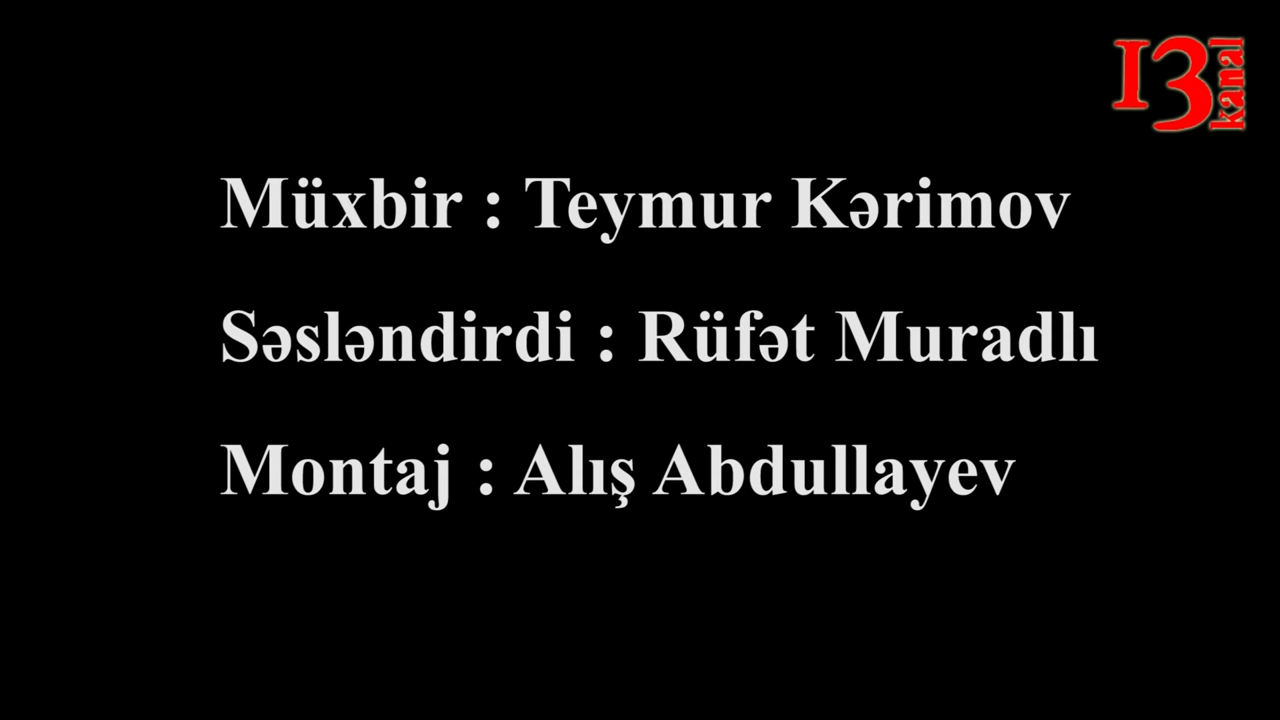 13 kanal
Müxbir : Teymur Kərimov
Səsləndirdi : Rüfət Muradlı
Montaj : Alış Abdullayev